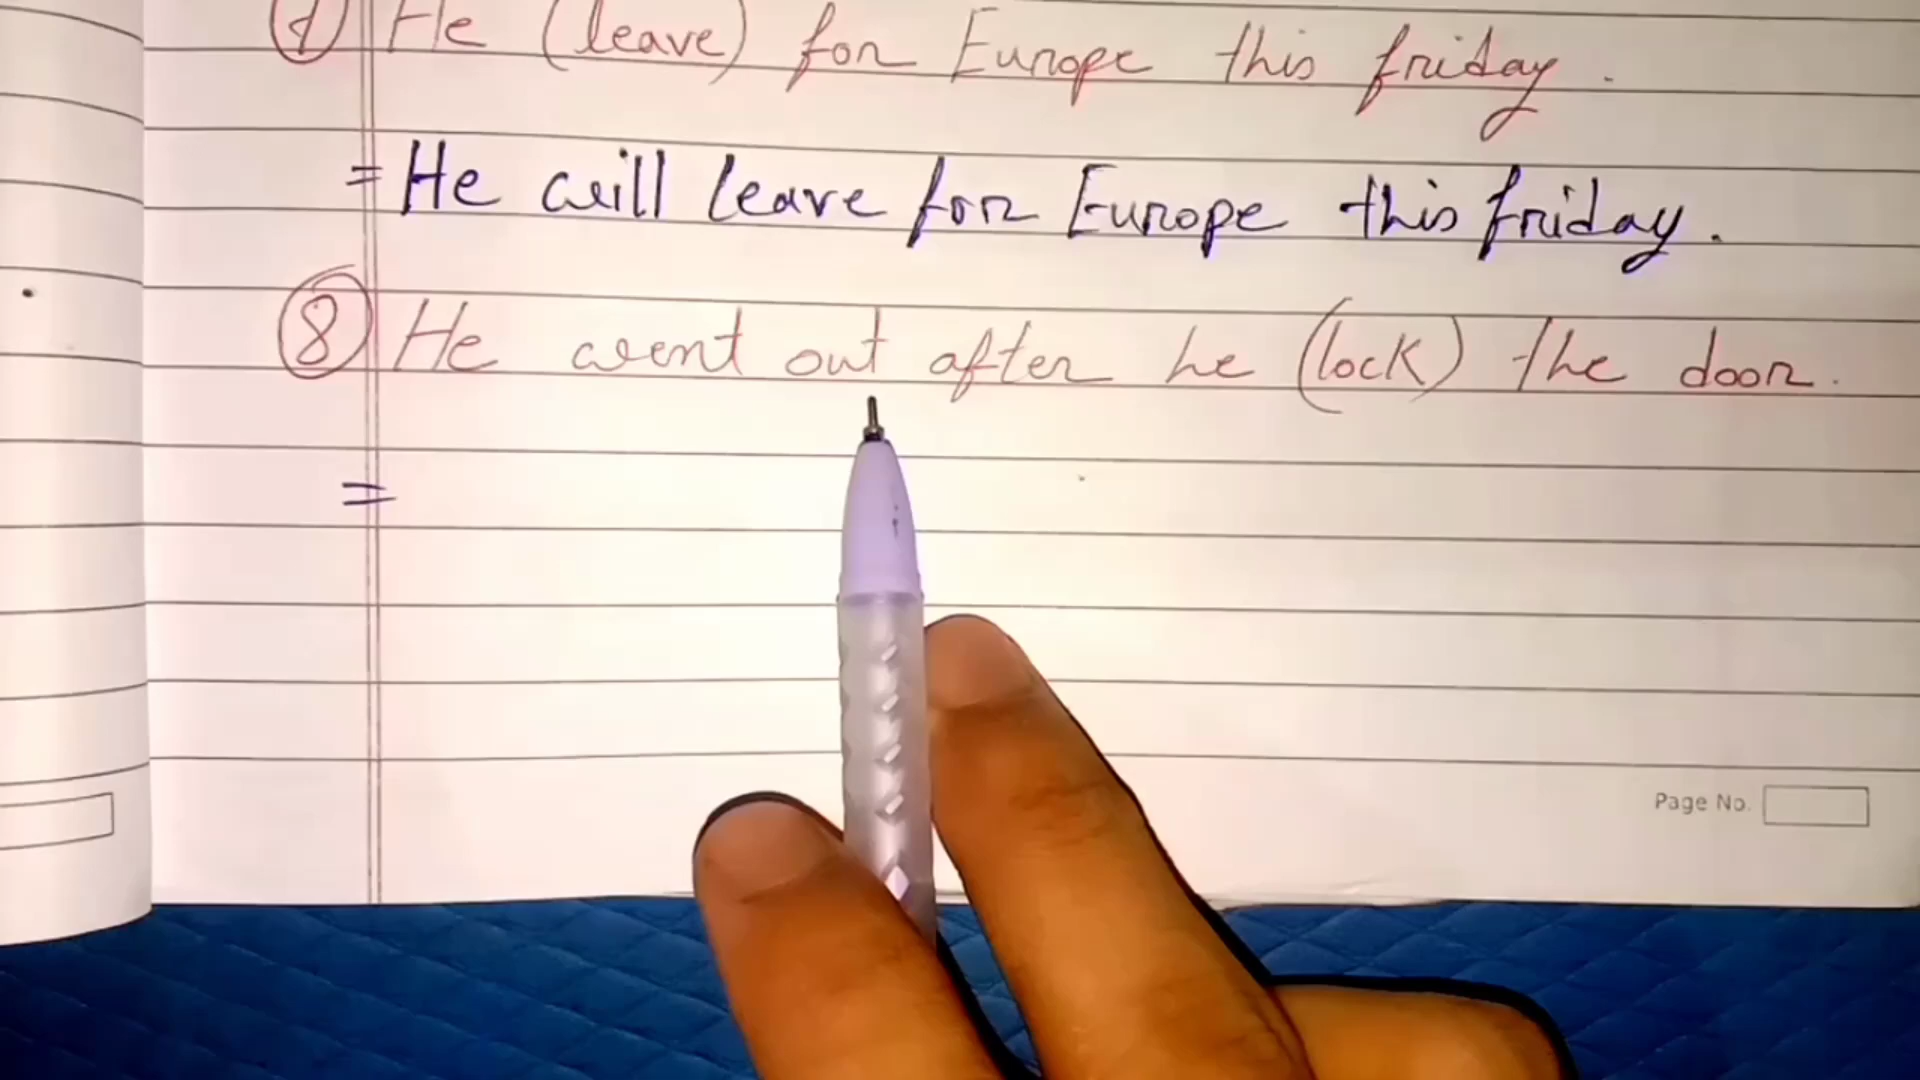 ⑦ He (leave) for Europe this friday.
= He will leave for Europe this friday.
⑧ He went out after he (lock) the door.
=
Page No.